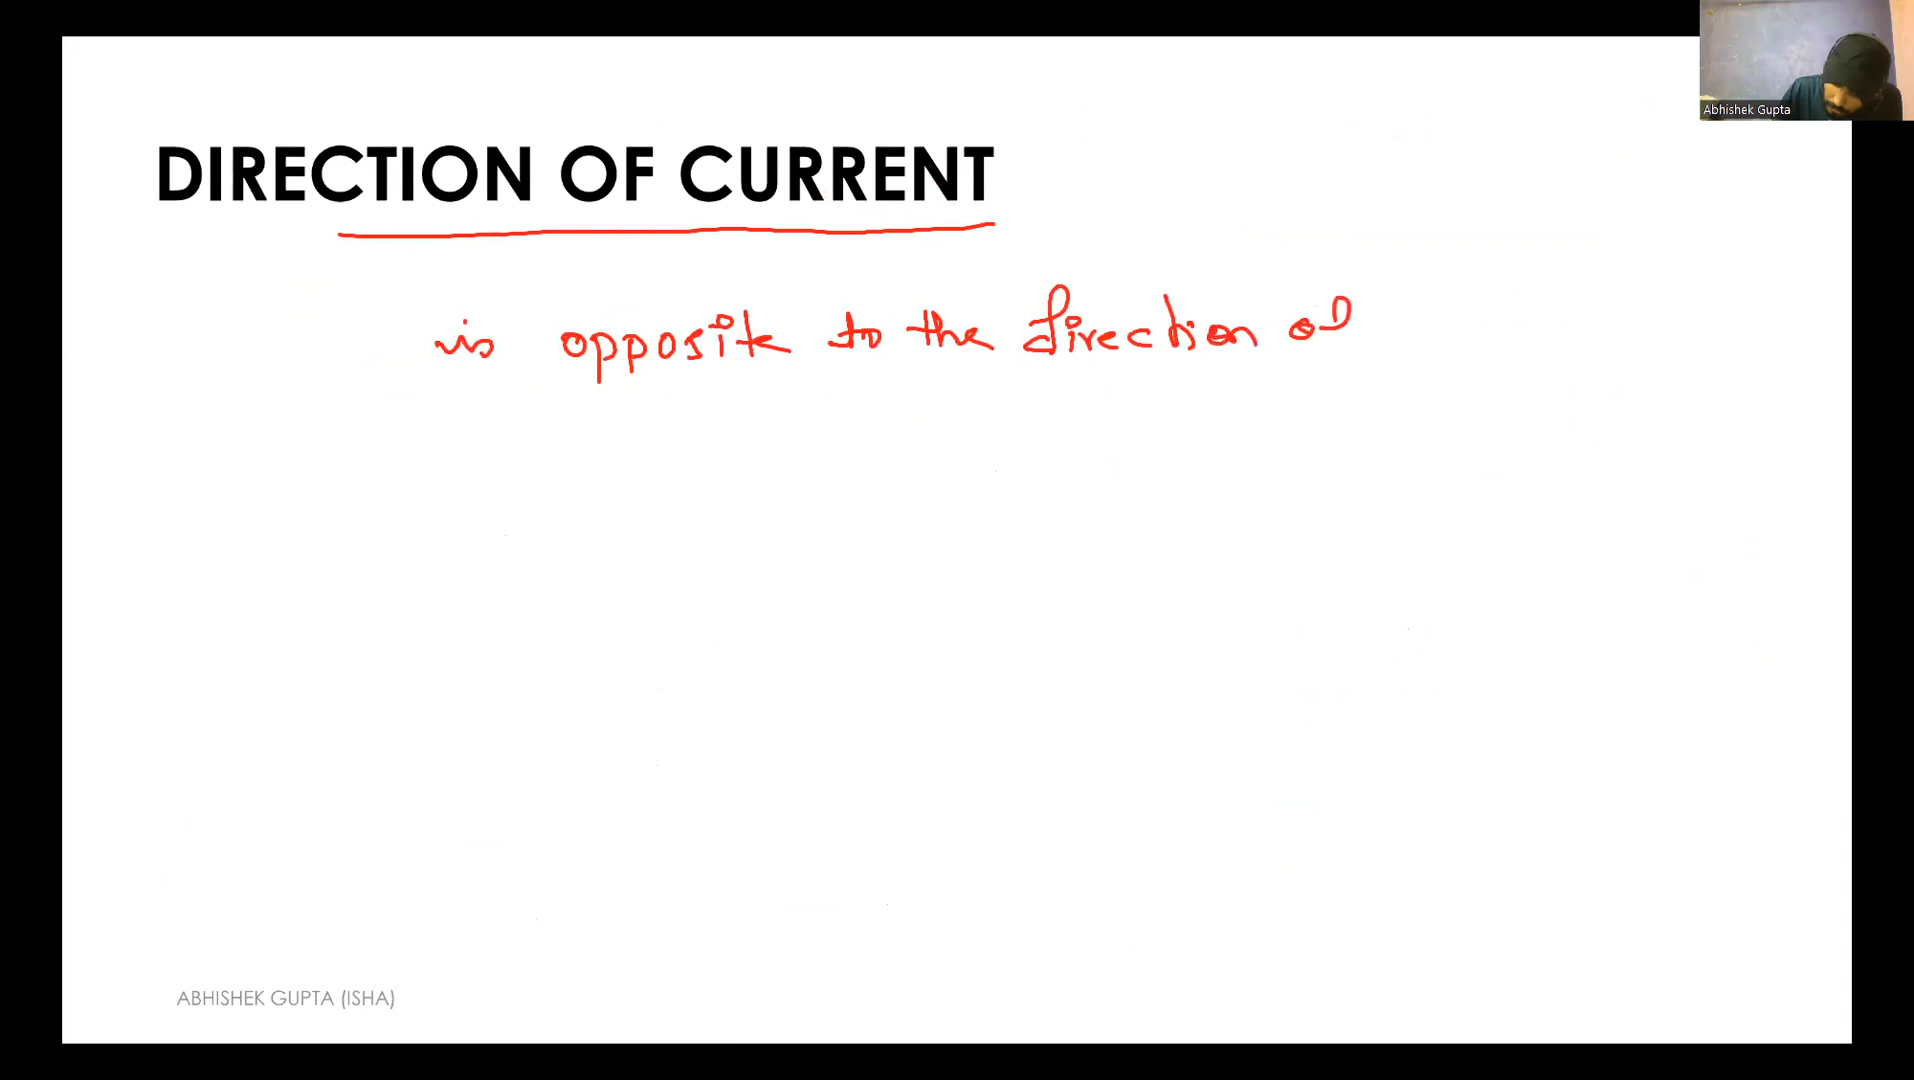 Abhishek Gupta
DIRECTION OF CURRENT
is opposite to the direction of
ABHISHEK GUPTA (ISHA)